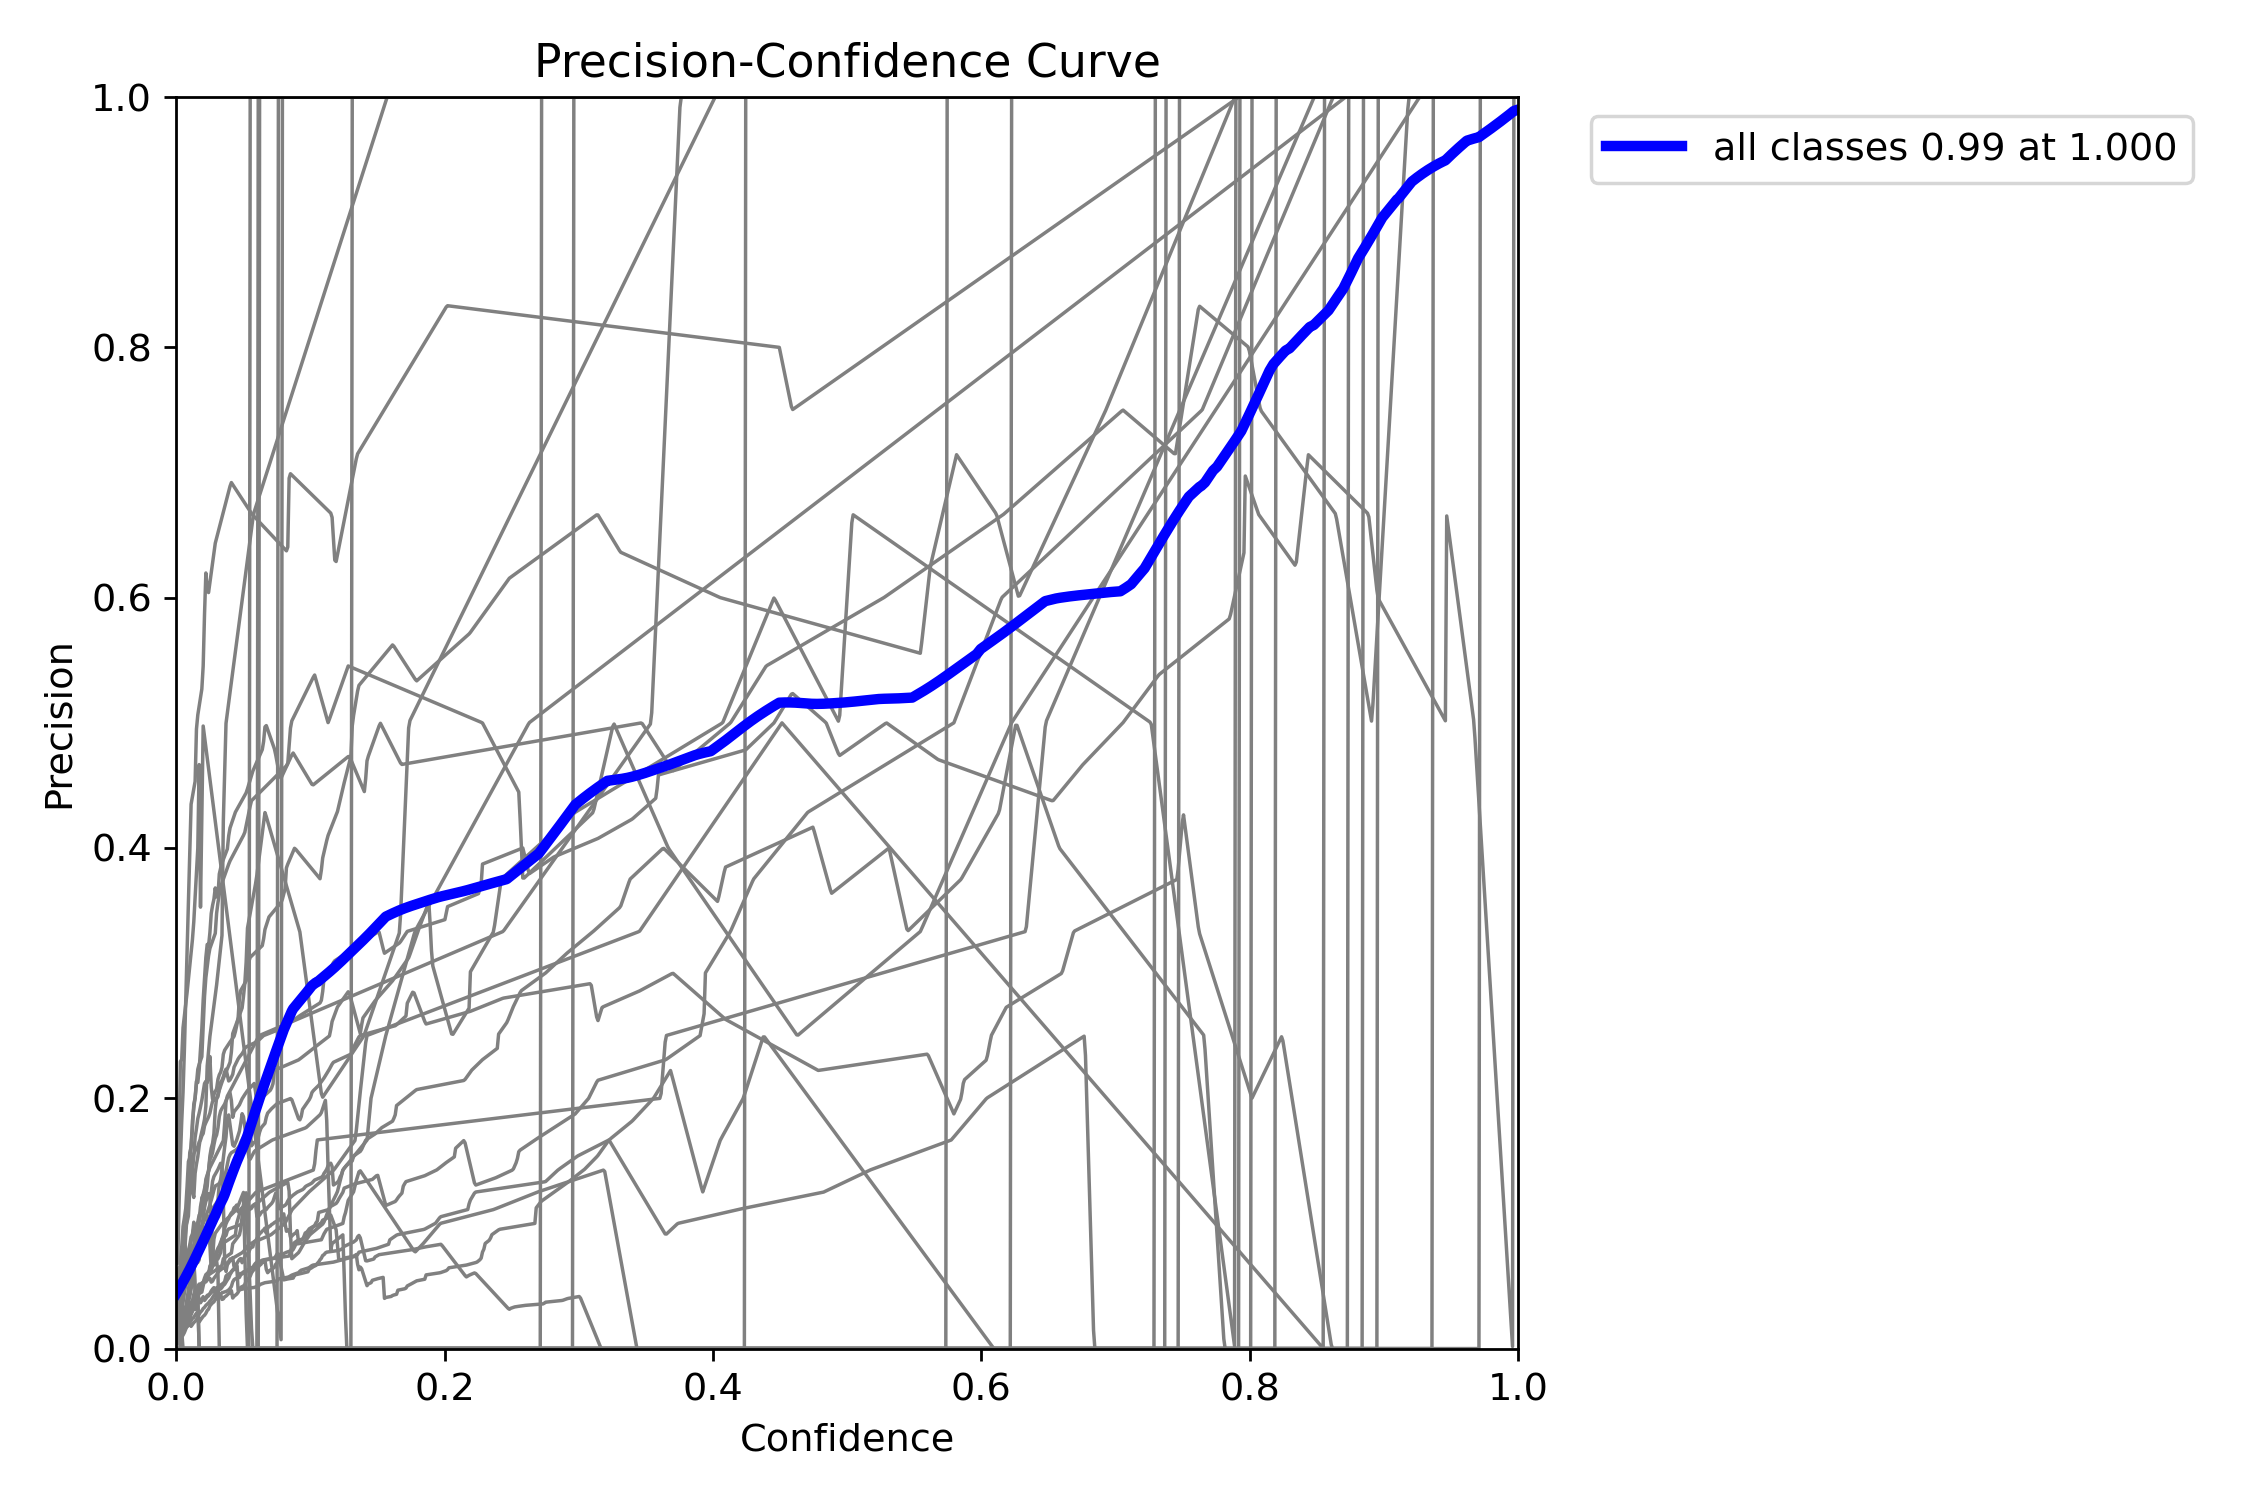 Precision-Confidence Curve
all classes 0.99 at 1.000
Precision
1.0
0.8
0.6
0.4
0.2
0.0
0.0 0.2 0.4 0.6 0.8 1.0
Confidence